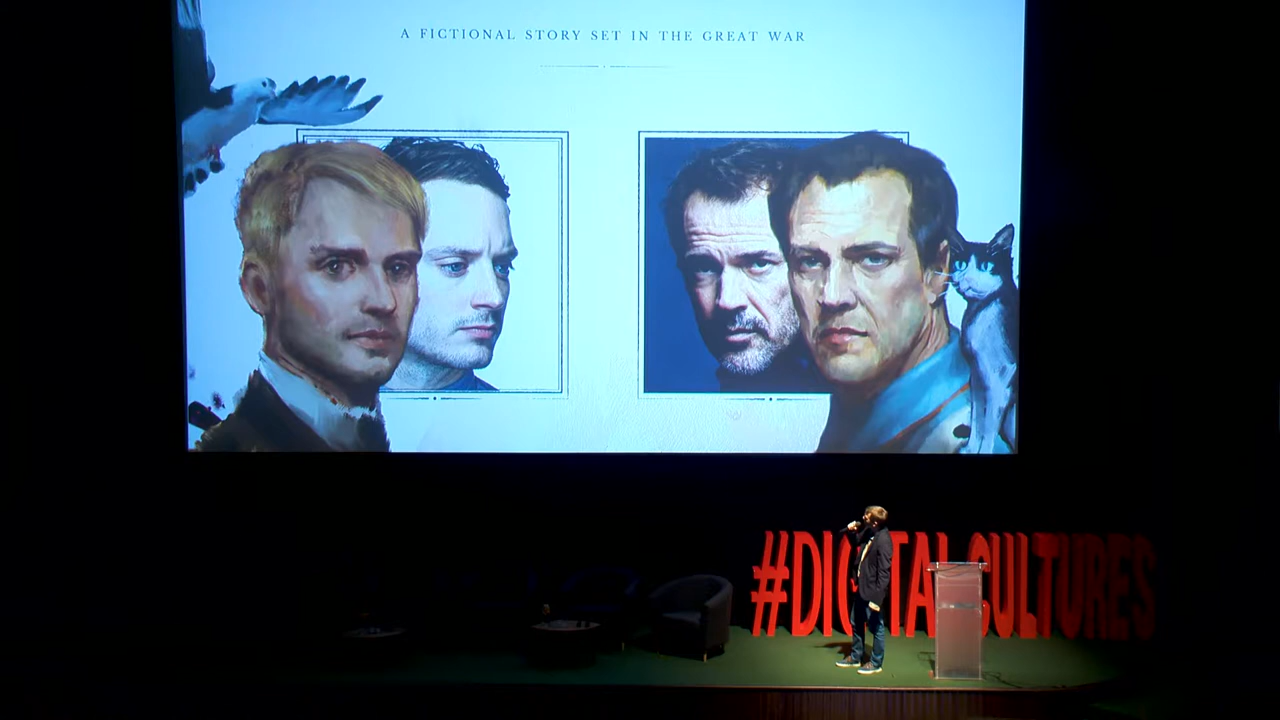 A FICTIONAL STORY SET IN THE GREAT WAR
#DIGITALCULTURES